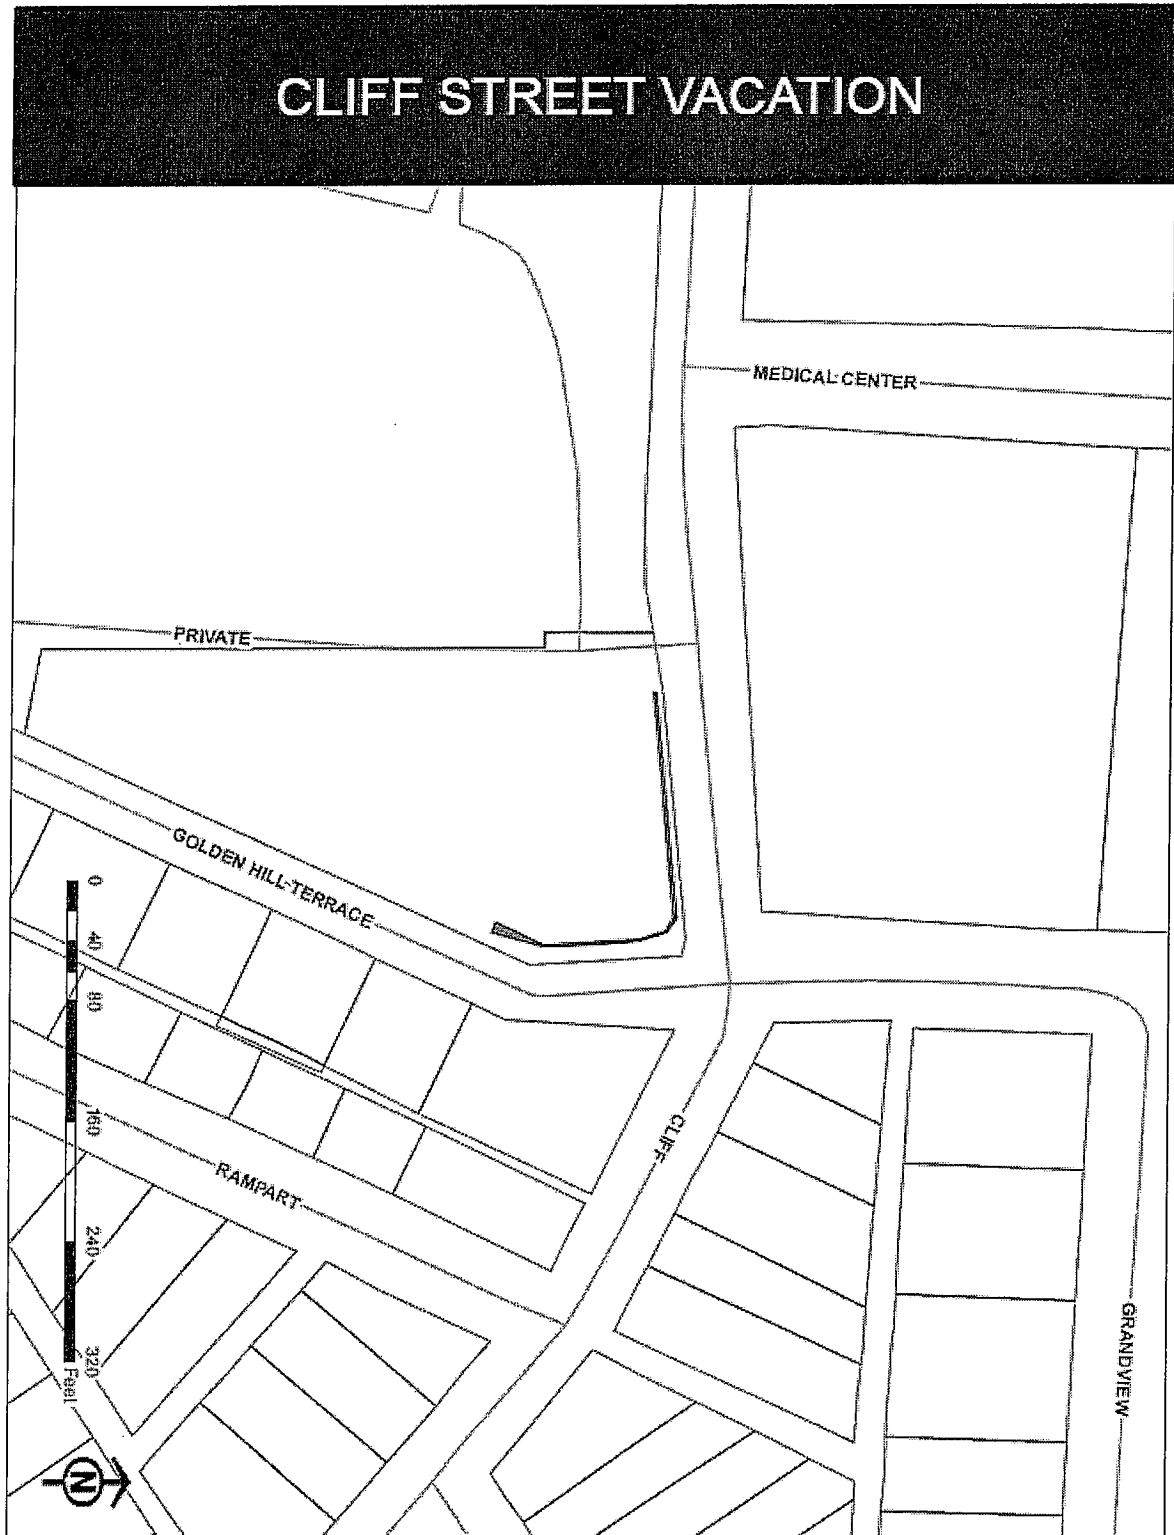 CLIFF STREET VACATION
MEDICAL CENTER
PRIVATE
GOLDEN HILL TERRACE
0
40
80
160
240
320
Feet
CLIFF
RAMPART
GRANDVIEW
N